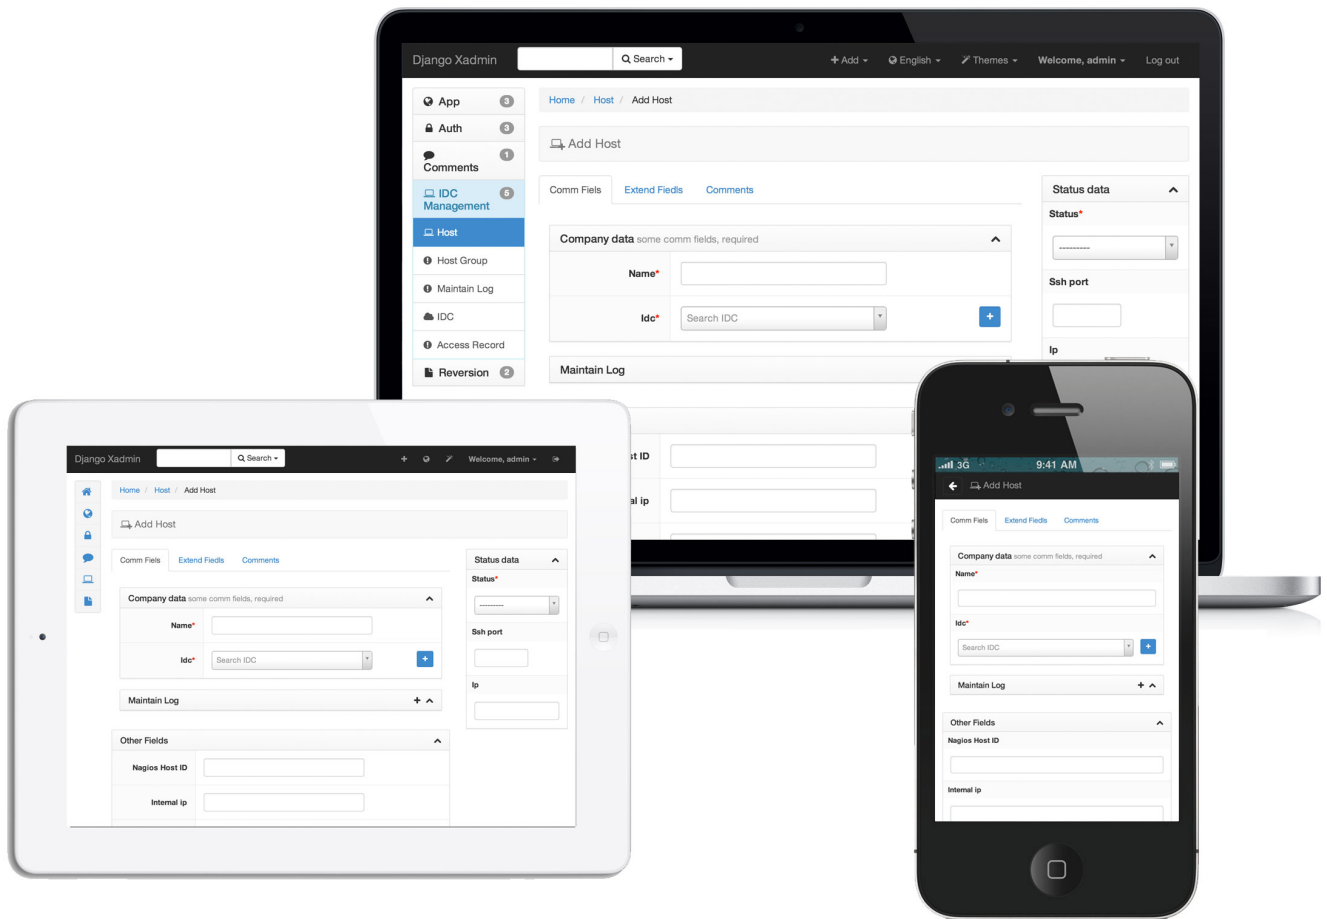 Django Xadmin
Search
Add
English
Themes
Welcome, admin
Log out
App 3
Auth 3
Comments 1
IDC Management 5
Host
Host Group
Maintain Log
IDC
Access Record
Reversion 2
Home / Host / Add Host
Add Host
Comm Fiels Extend Fiedls Comments
Company data some comm fields, required
Name*
Idc* Search IDC +
Maintain Log
st ID
al ip
Status data
Status*
---------
Ssh port
Ip
Django Xadmin
Search
Welcome, admin
Home / Host / Add Host
Add Host
Comm Fiels Extend Fiedls Comments
Company data some comm fields, required
Name*
Idc* Search IDC +
Maintain Log +
Other Fields
Nagios Host ID
Internal ip
Status data
Status*
---------
Ssh port
Ip
3G 9:41 AM
Add Host
Comm Fiels Extend Fiedls Comments
Company data some comm fields, required
Name*
Idc*
Search IDC +
Maintain Log +
Other Fields
Nagios Host ID
Internal ip